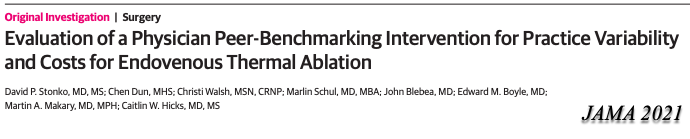 Original Investigation | Surgery
Evaluation of a Physician Peer-Benchmarking Intervention for Practice Variability
and Costs for Endovenous Thermal Ablation
David P. Stonko, MD, MS; Chen Dun, MHS; Christi Walsh, MSN, CRNP; Marlin Schul, MD, MBA; John Blebea, MD; Edward M. Boyle, MD;
Martin A. Makary, MD, MPH; Caitlin W. Hicks, MD, MS
JAMA 2021